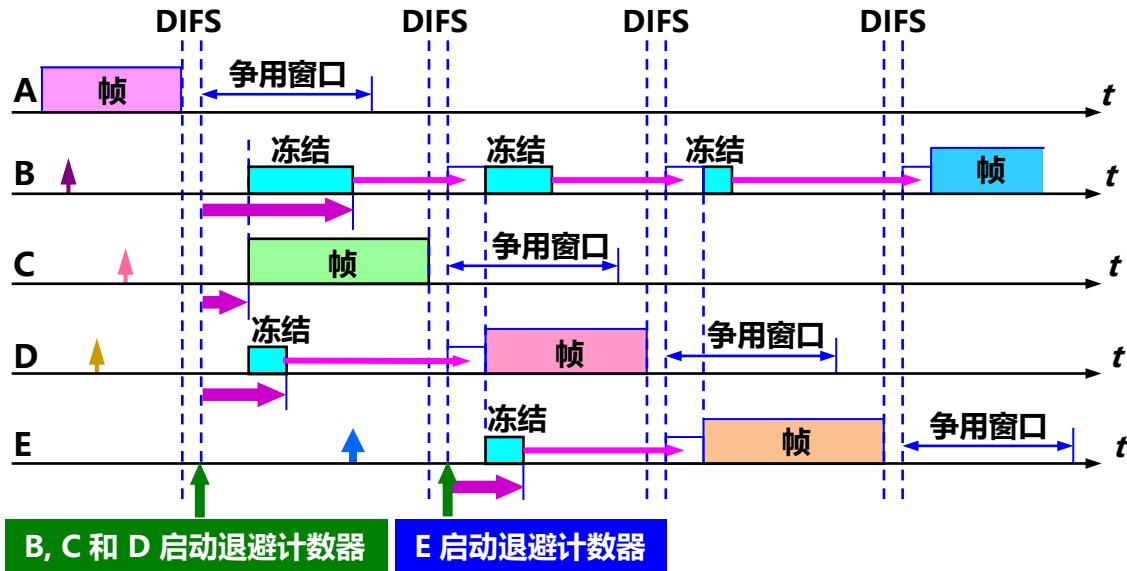 DIFS DIFS DIFS DIFS
A 帧 争用窗口 t
B 冻结 冻结 冻结 帧 t
C 帧 争用窗口 t
D 冻结 帧 争用窗口 t
E 冻结 帧 争用窗口 t
B, C 和 D 启动退避计数器
E 启动退避计数器